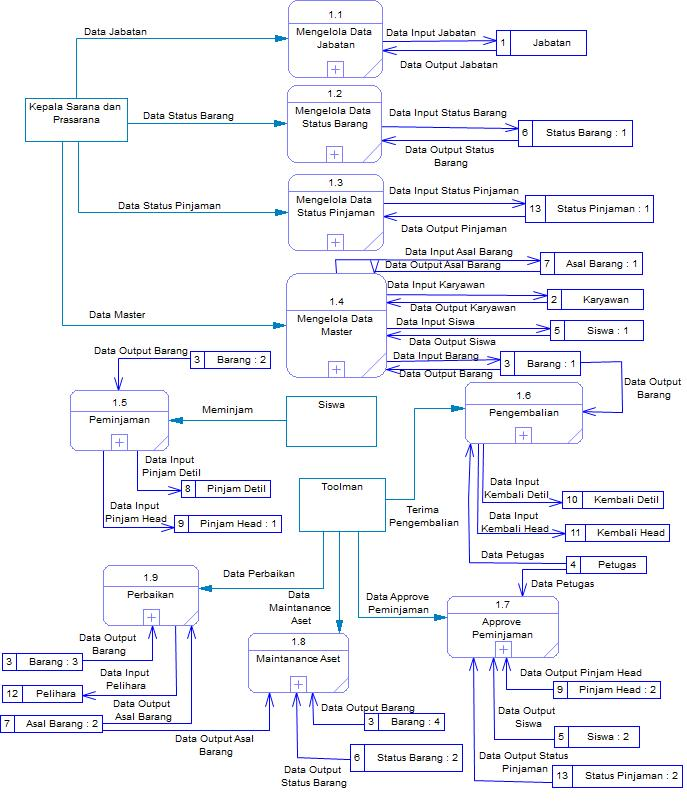 1.1
Mengelola Data
Jabatan
Data Jabatan
Data Input Jabatan
1 Jabatan
Data Output Jabatan
Kepala Sarana dan
Prasarana
1.2
Mengelola Data
Status Barang
Data Status Barang
Data Input Status Barang
6 Status Barang : 1
Data Output Status
Barang
1.3
Mengelola Data
Status Pinjaman
Data Status Pinjaman
Data Input Status Pinjaman
13 Status Pinjaman : 1
Data Output Pinjaman
Data Input Asal Barang
7 Asal Barang : 1
Data Output Asal Barang
1.4
Mengelola Data
Master
Data Master
Data Input Karyawan
2 Karyawan
Data Output Karyawan
Data Input Siswa
5 Siswa : 1
Data Output Siswa
Data Input Barang
3 Barang : 1
Data Output Barang
Data Output
Barang
Data Output Barang
3 Barang : 2
1.5
Peminjaman
Meminjam
Siswa
1.6
Pengembalian
Data Input
Pinjam Detil
8 Pinjam Detil
Data Input
Pinjam Head
9 Pinjam Head : 1
Toolman
Terima
Pengembalian
Data Input
Kembali Detil
10 Kembali Detil
Data Input
Kembali Head
11 Kembali Head
Data Petugas
4 Petugas
Data Petugas
1.9
Perbaikan
Data Perbaikan
Data
Maintanance
Aset
Data Approve
Peminjaman
1.7
Approve
Peminjaman
1.8
Maintanance Aset
Data Output
Barang
3 Barang : 3
Data Input
Pelihara
12 Pelihara
Data Output
Asal Barang
7 Asal Barang : 2
Data Output Asal
Barang
Data Output Barang
3 Barang : 4
6 Status Barang : 2
Data Output
Status Barang
Data Output Pinjam Head
9 Pinjam Head : 2
Data Output
Siswa
5 Siswa : 2
Data Output Status
Pinjaman
13 Status Pinjaman : 2